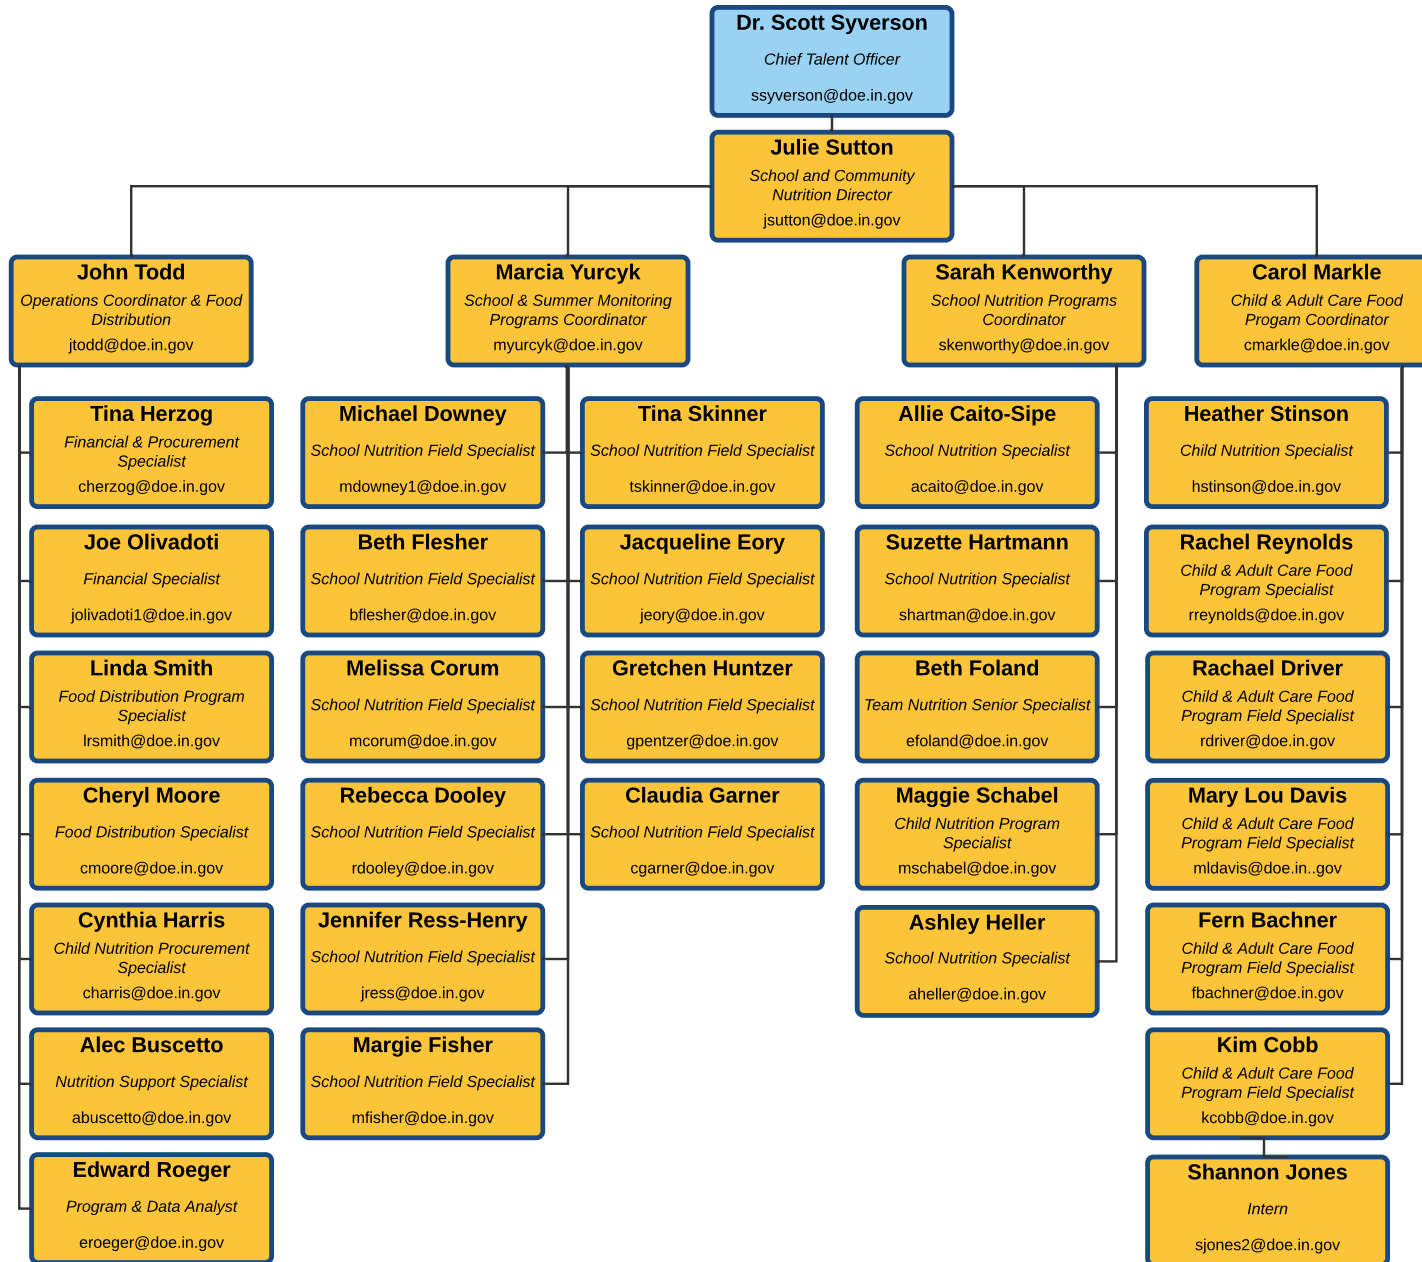 Dr. Scott Syverson
Chief Talent Officer
ssyverson@doe.in.gov
Julie Sutton
School and Community
Nutrition Director
jsutton@doe.in.gov
John Todd
Operations Coordinator & Food
Distribution
jtodd@doe.in.gov
Marcia Yurcyk
School & Summer Monitoring
Programs Coordinator
myurcyk@doe.in.gov
Sarah Kenworthy
School Nutrition Programs
Coordinator
skenworthy@doe.in.gov
Carol Markle
Child & Adult Care Food
Progam Coordinator
cmarkle@doe.in.gov
Tina Herzog
Financial & Procurement
Specialist
cherzog@doe.in.gov
Joe Olivadoti
Financial Specialist
jolivadoti1@doe.in.gov
Linda Smith
Food Distribution Program
Specialist
lrsmith@doe.in.gov
Cheryl Moore
Food Distribution Specialist
cmoore@doe.in.gov
Cynthia Harris
Child Nutrition Procurement
Specialist
charris@doe.in.gov
Alec Buscetto
Nutrition Support Specialist
abuscetto@doe.in.gov
Edward Roeger
Program & Data Analyst
eroeger@doe.in.gov
Michael Downey
School Nutrition Field Specialist
mdowney1@doe.in.gov
Beth Flesher
School Nutrition Field Specialist
bflesher@doe.in.gov
Melissa Corum
School Nutrition Field Specialist
mcorum@doe.in.gov
Rebecca Dooley
School Nutrition Field Specialist
rdooley@doe.in.gov
Jennifer Ress-Henry
School Nutrition Field Specialist
jress@doe.in.gov
Margie Fisher
School Nutrition Field Specialist
mfisher@doe.in.gov
Tina Skinner
School Nutrition Field Specialist
tskinner@doe.in.gov
Jacqueline Eory
School Nutrition Field Specialist
jeory@doe.in.gov
Gretchen Huntzer
School Nutrition Field Specialist
gpentzer@doe.in.gov
Claudia Garner
School Nutrition Field Specialist
cgarner@doe.in.gov
Allie Caito-Sipe
School Nutrition Specialist
acaito@doe.in.gov
Suzette Hartmann
School Nutrition Specialist
shartman@doe.in.gov
Beth Foland
Team Nutrition Senior Specialist
efoland@doe.in.gov
Maggie Schabel
Child Nutrition Program
Specialist
mschabel@doe.in.gov
Ashley Heller
School Nutrition Specialist
aheller@doe.in.gov
Heather Stinson
Child Nutrition Specialist
hstinson@doe.in.gov
Rachel Reynolds
Child & Adult Care Food
Program Specialist
rreynolds@doe.in.gov
Rachael Driver
Child & Adult Care Food
Program Field Specialist
rdriver@doe.in.gov
Mary Lou Davis
Child & Adult Care Food
Program Field Specialist
mldavis@doe.in..gov
Fern Bachner
Child & Adult Care Food
Program Field Specialist
fbachner@doe.in.gov
Kim Cobb
Child & Adult Care Food
Program Field Specialist
kcobb@doe.in.gov
Shannon Jones
Intern
sjones2@doe.in.gov